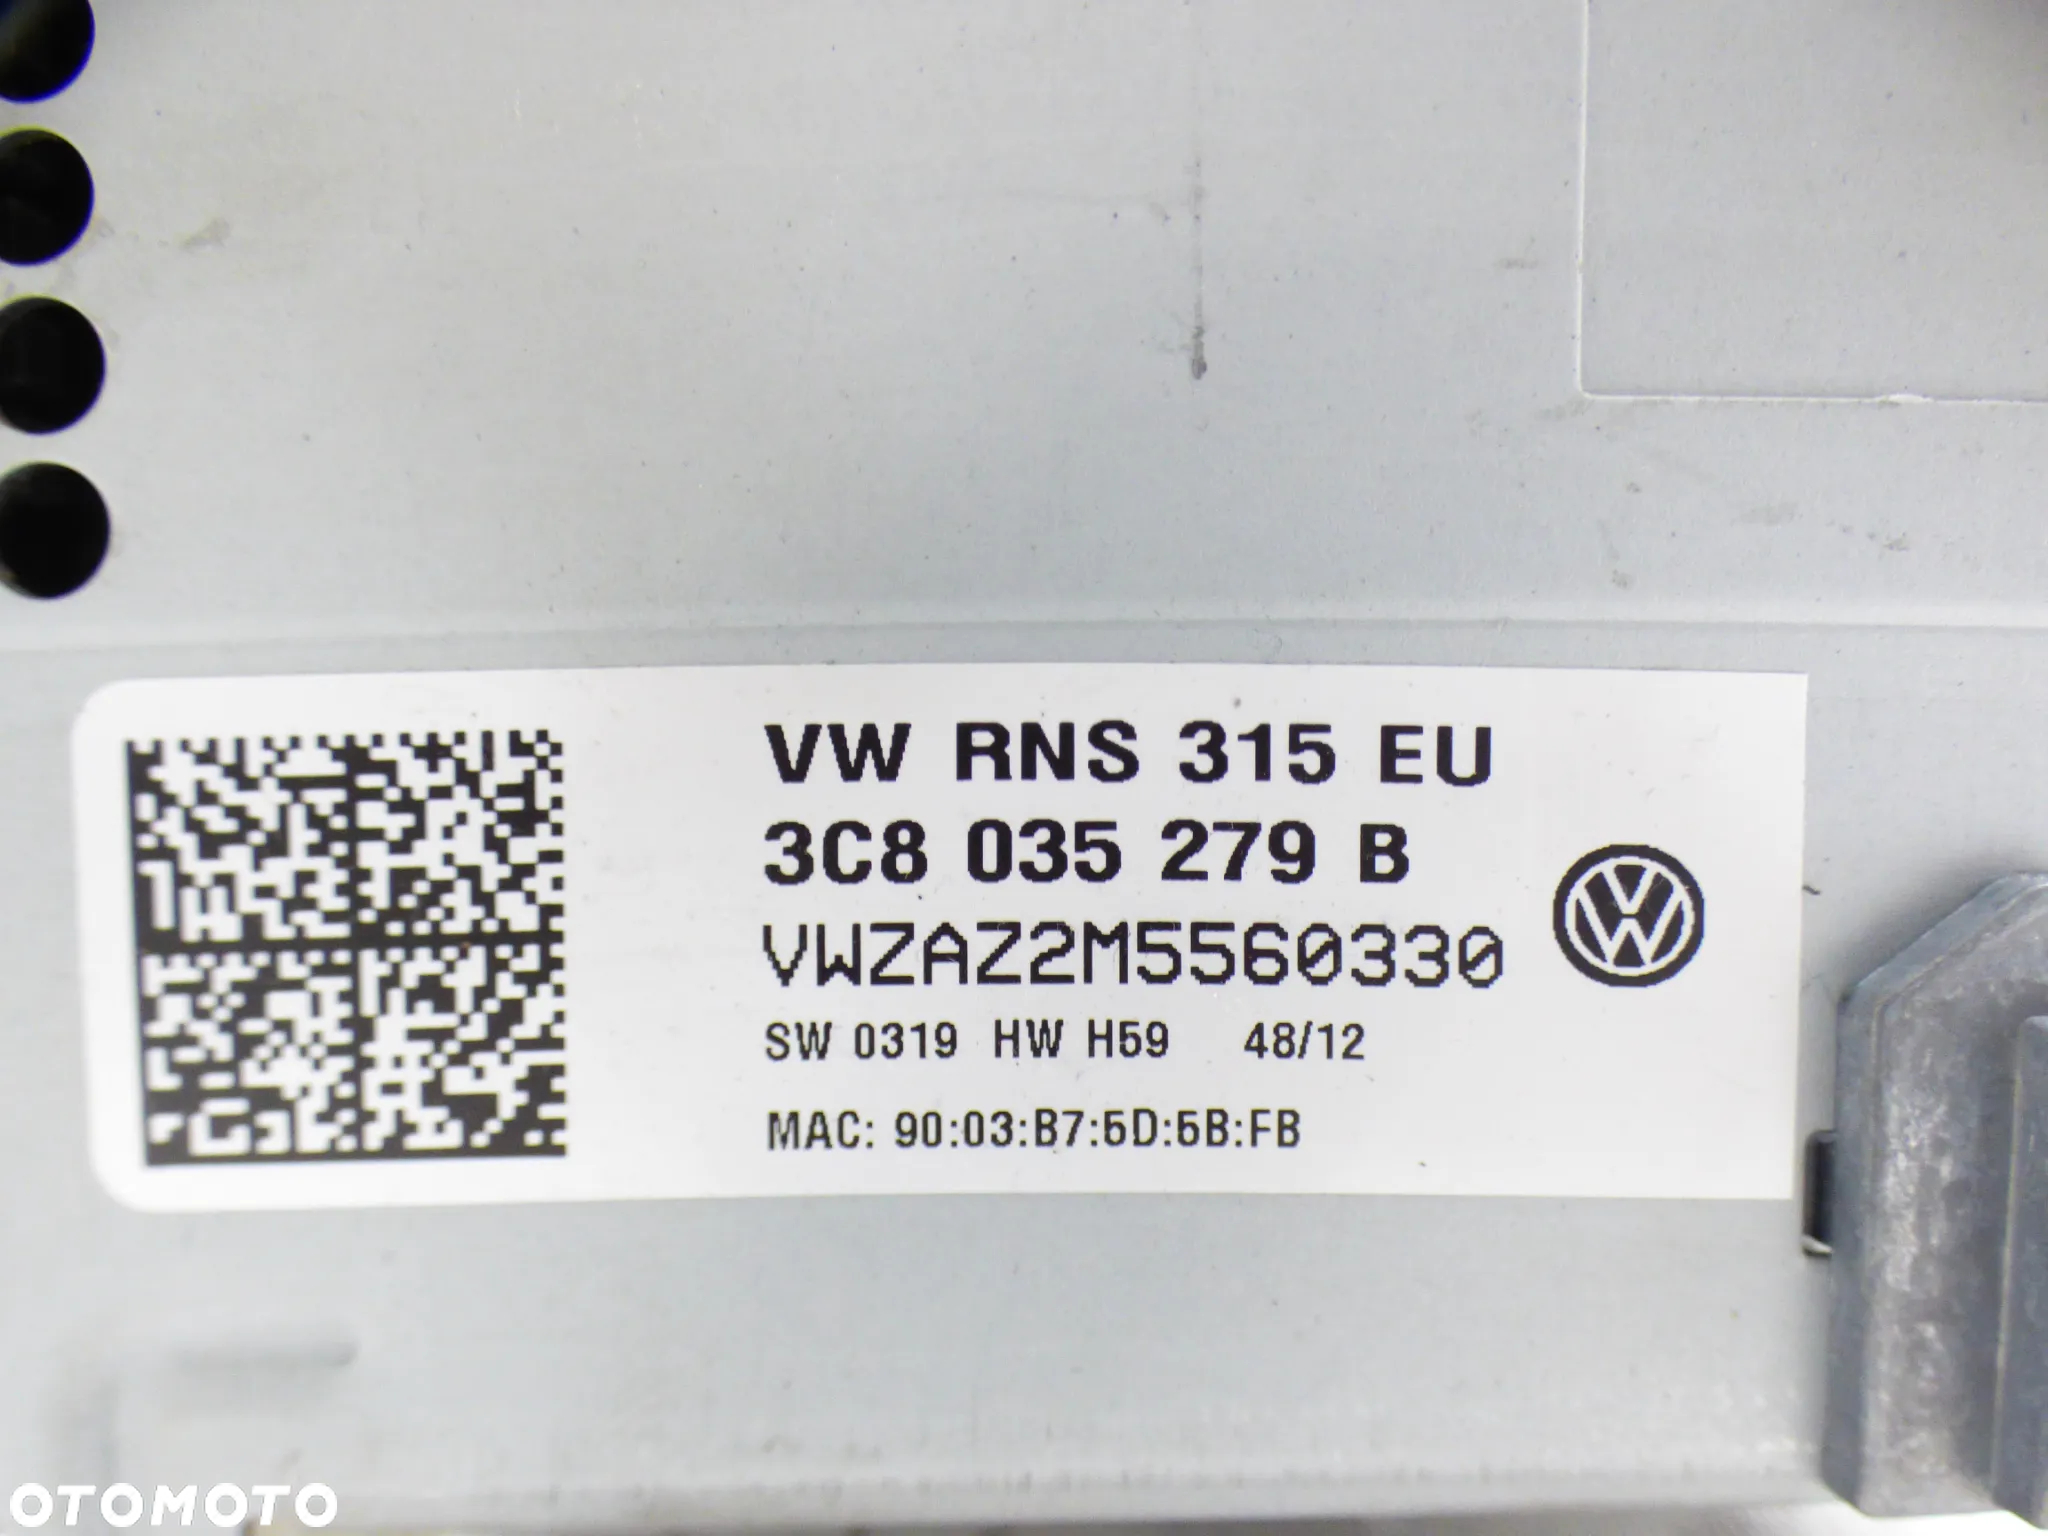 VW RNS 315 EU
3C8 035 279 B
VWZAZ2M5560330
SW 0319 HW H59 48/12
MAC: 90:03:B7:5D:5B:FB
OTOMOTO